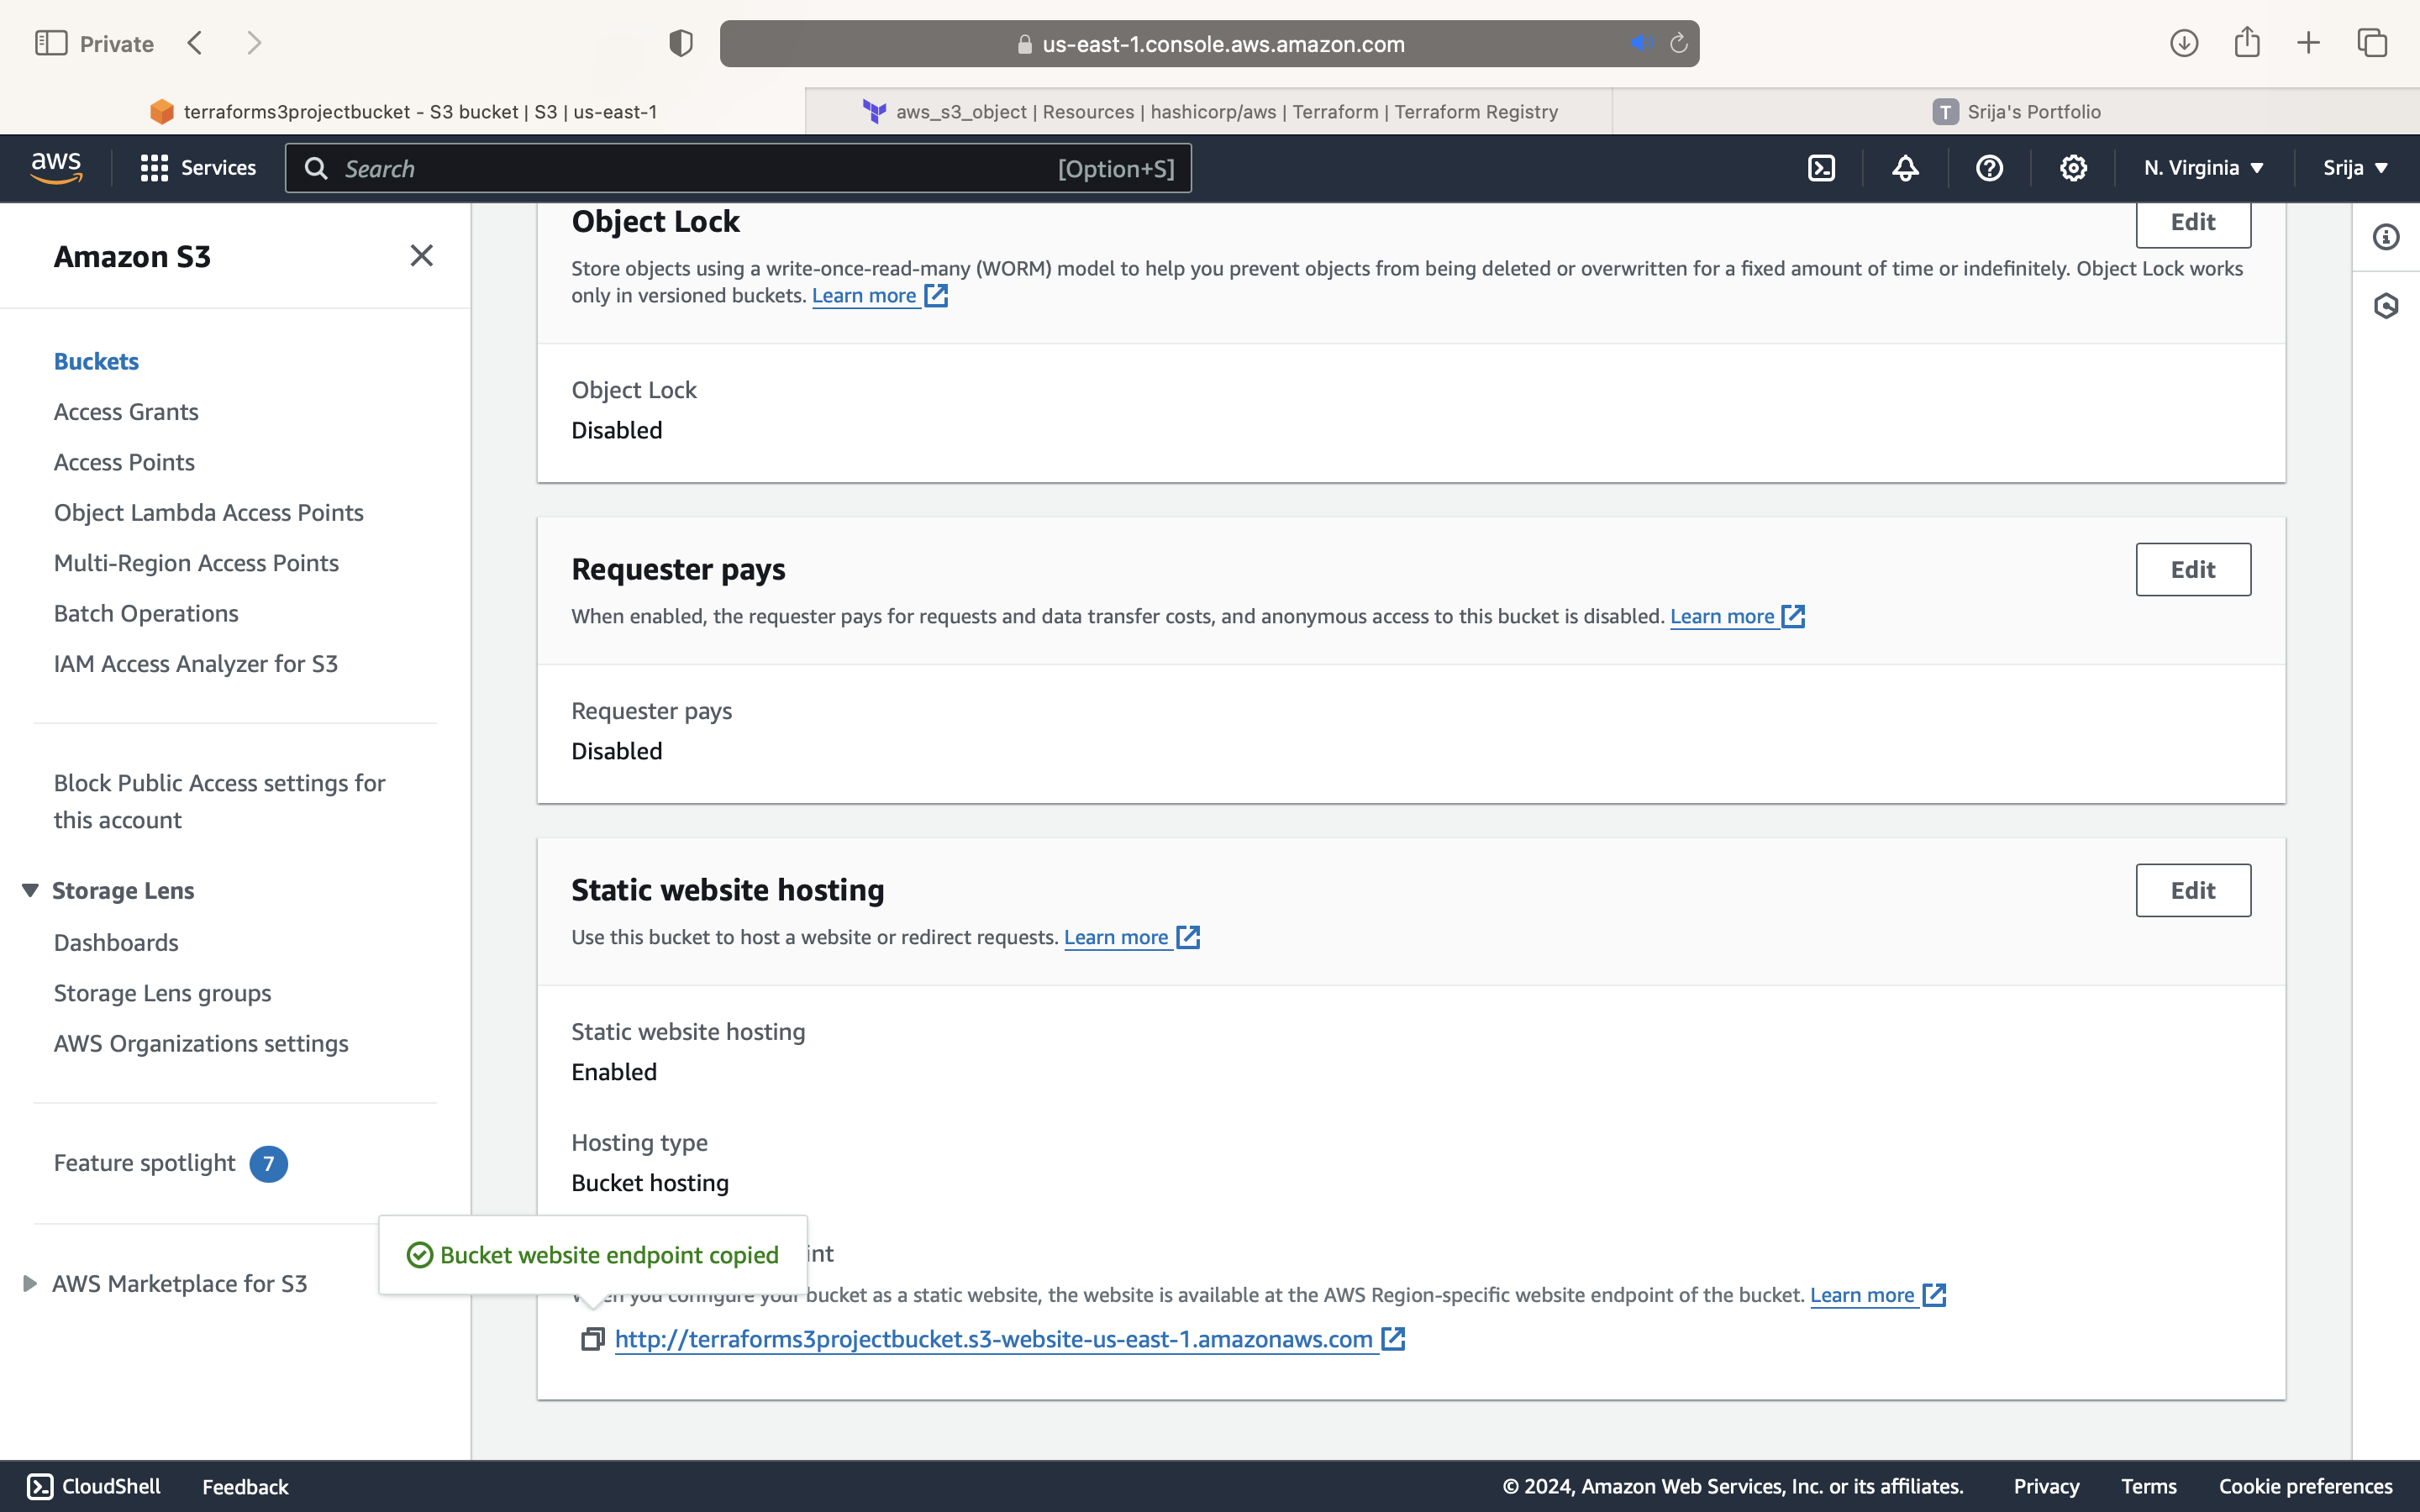 Private
us-east-1.console.aws.amazon.com
terraforms3projectbucket - S3 bucket | S3 | us-east-1
aws_s3_object | Resources | hashicorp/aws | Terraform | Terraform Registry
T Srija's Portfolio
aws
Services
Search
[Option+S]
N. Virginia
Srija
Amazon S3
Buckets
Access Grants
Access Points
Object Lambda Access Points
Multi-Region Access Points
Batch Operations
IAM Access Analyzer for S3
Block Public Access settings for
this account
Storage Lens
Dashboards
Storage Lens groups
AWS Organizations settings
Feature spotlight 7
AWS Marketplace for S3
Object Lock
Edit
Store objects using a write-once-read-many (WORM) model to help you prevent objects from being deleted or overwritten for a fixed amount of time or indefinitely. Object Lock works
only in versioned buckets. Learn more
Object Lock
Disabled
Requester pays
Edit
When enabled, the requester pays for requests and data transfer costs, and anonymous access to this bucket is disabled. Learn more
Requester pays
Disabled
Static website hosting
Edit
Use this bucket to host a website or redirect requests. Learn more
Static website hosting
Enabled
Hosting type
Bucket hosting
Bucket website endpoint copied
you configure your bucket as a static website, the website is available at the AWS Region-specific website endpoint of the bucket. Learn more
http://terraforms3projectbucket.s3-website-us-east-1.amazonaws.com
CloudShell
Feedback
© 2024, Amazon Web Services, Inc. or its affiliates.
Privacy
Terms
Cookie preferences